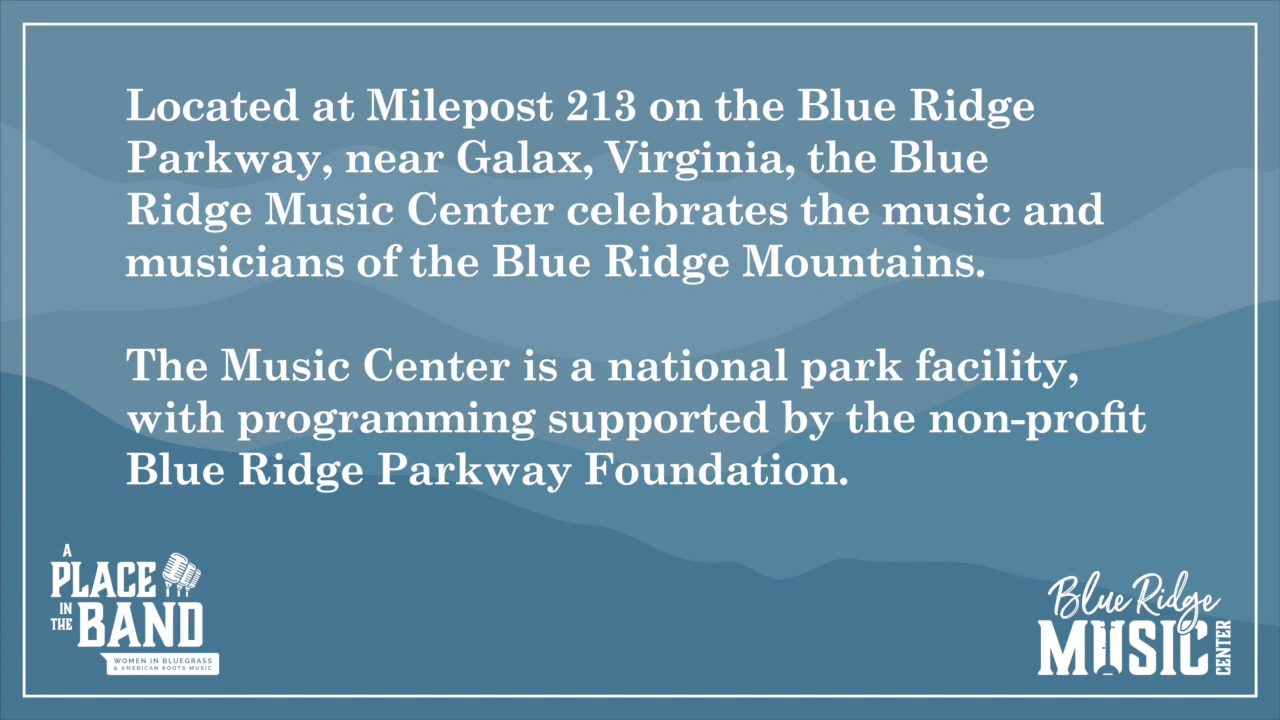 Located at Milepost 213 on the Blue Ridge
Parkway, near Galax, Virginia, the Blue
Ridge Music Center celebrates the music and
musicians of the Blue Ridge Mountains.
The Music Center is a national park facility,
with programming supported by the non-profit
Blue Ridge Parkway Foundation.
A
PLACE
IN
THE
BAND
WOMEN IN BLUEGRASS
& AMERICAN ROOTS MUSIC
Blue Ridge
MUSIC
CENTER